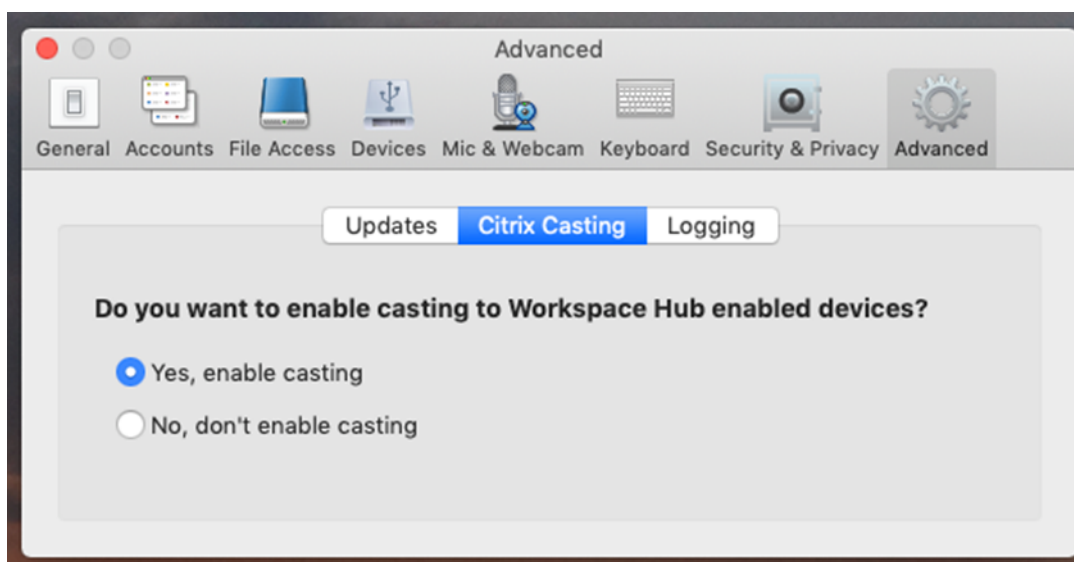 Advanced
General Accounts File Access Devices Mic & Webcam Keyboard Security & Privacy Advanced
Updates Citrix Casting Logging
Do you want to enable casting to Workspace Hub enabled devices?
Yes, enable casting
No, don't enable casting